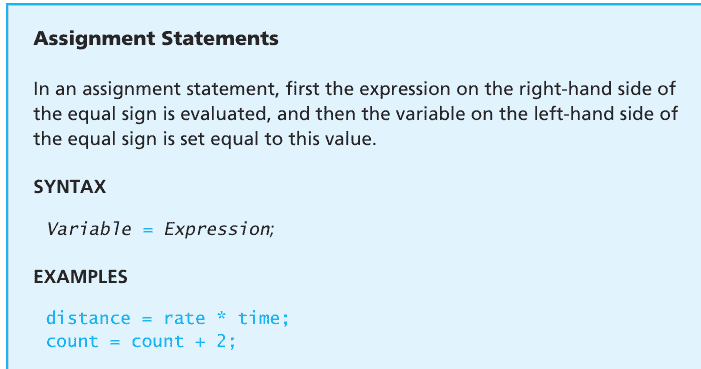 Assignment Statements
In an assignment statement, first the expression on the right-hand side of
the equal sign is evaluated, and then the variable on the left-hand side of
the equal sign is set equal to this value.
SYNTAX
Variable = Expression;
EXAMPLES
distance = rate * time;
count = count + 2;